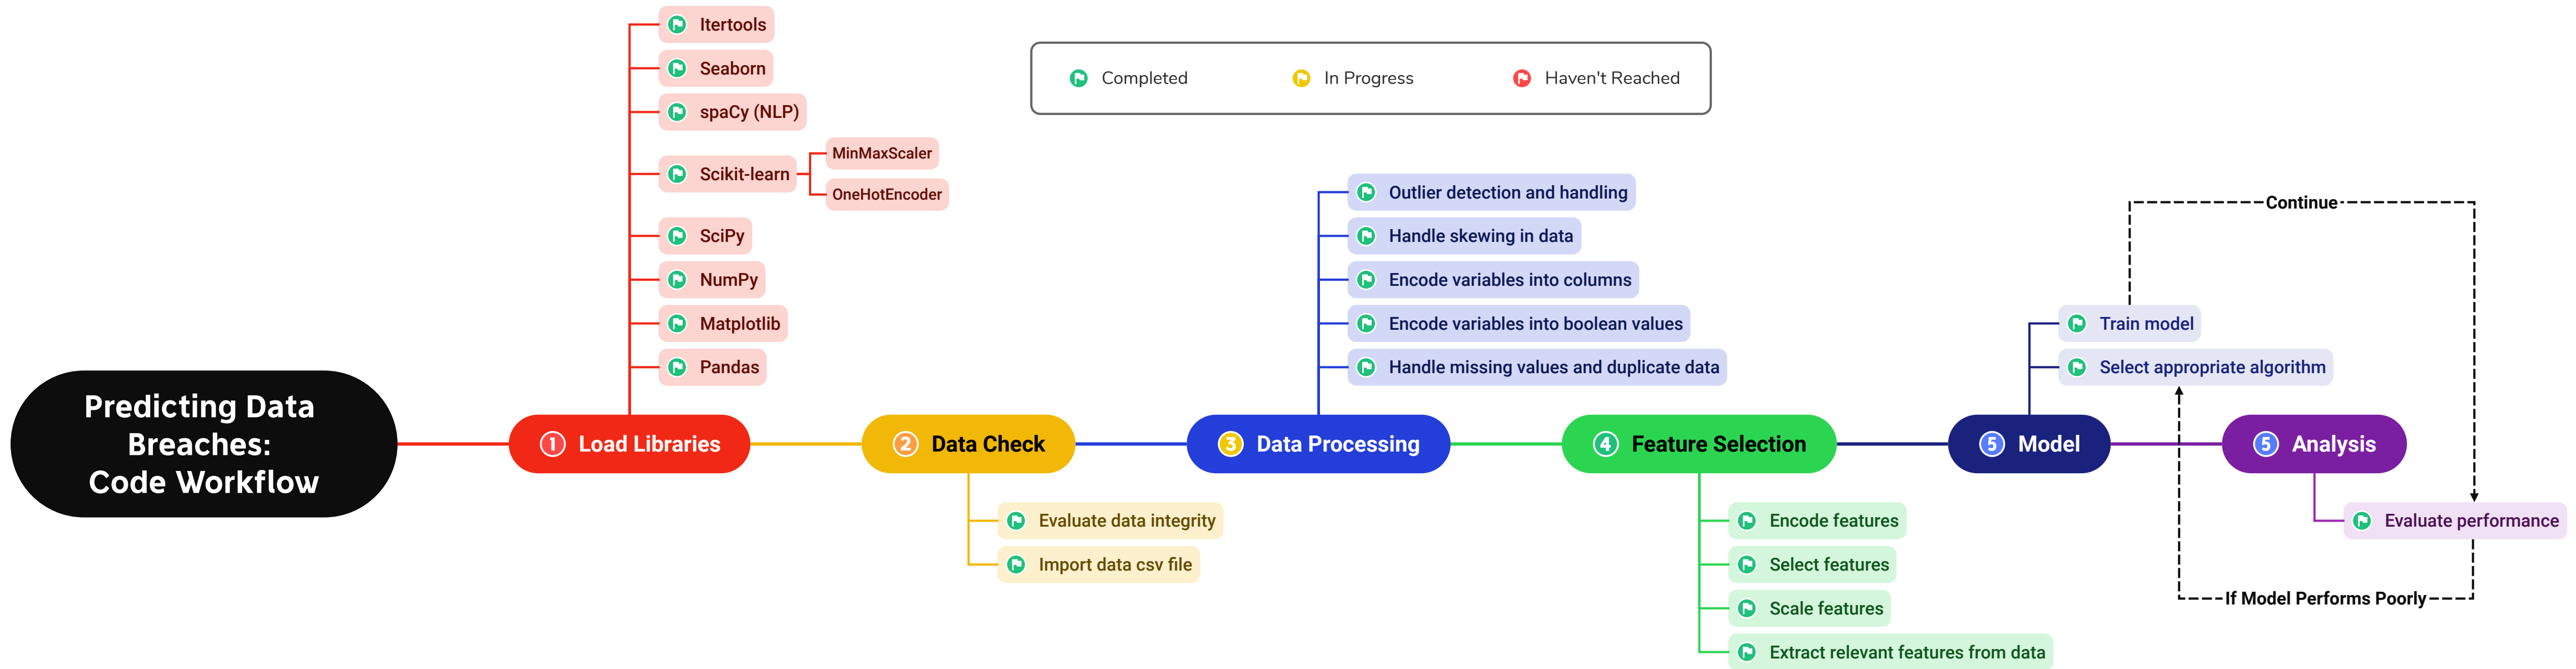 Itertools
Seaborn
spaCy (NLP)
Scikit-learn
MinMaxScaler
OneHotEncoder
SciPy
NumPy
Matplotlib
Pandas
Completed
In Progress
Haven't Reached
Outlier detection and handling
Handle skewing in data
Encode variables into columns
Encode variables into boolean values
Handle missing values and duplicate data
Continue
Train model
Select appropriate algorithm
Predicting Data
Breaches:
Code Workflow
1 Load Libraries
2 Data Check
3 Data Processing
4 Feature Selection
5 Model
5 Analysis
Evaluate data integrity
Import data csv file
Encode features
Select features
Scale features
Extract relevant features from data
Evaluate performance
If Model Performs Poorly